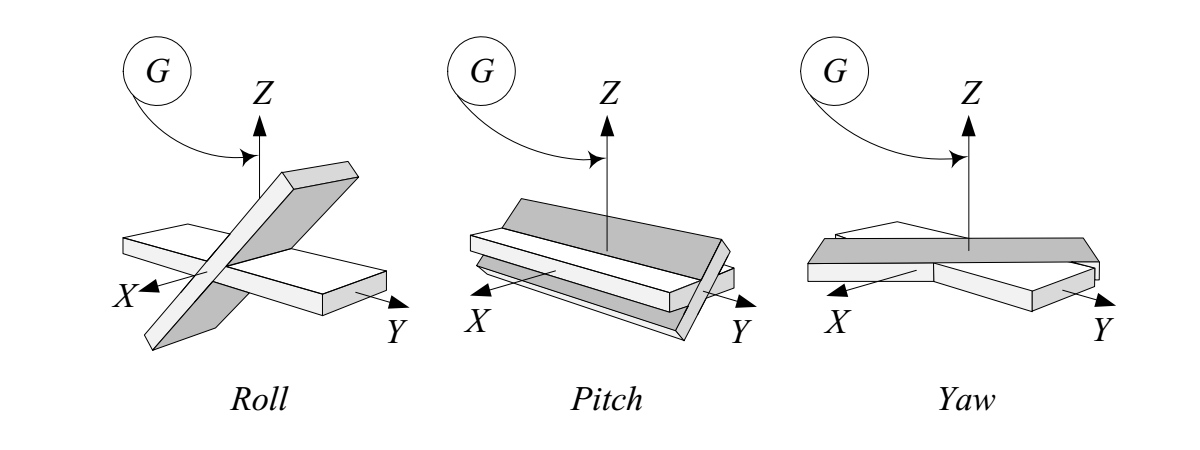 G G G
Z Z Z
X Y X Y X Y
Roll Pitch Yaw